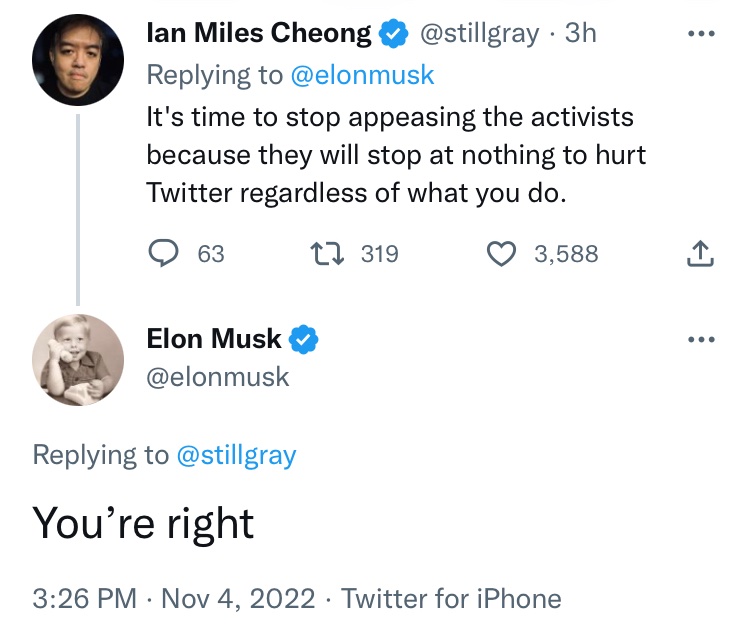 Ian Miles Cheong @stillgray · 3h
Replying to @elonmusk
It's time to stop appeasing the activists
because they will stop at nothing to hurt
Twitter regardless of what you do.
63 319 3,588
Elon Musk
@elonmusk
Replying to @stillgray
You’re right
3:26 PM · Nov 4, 2022 · Twitter for iPhone